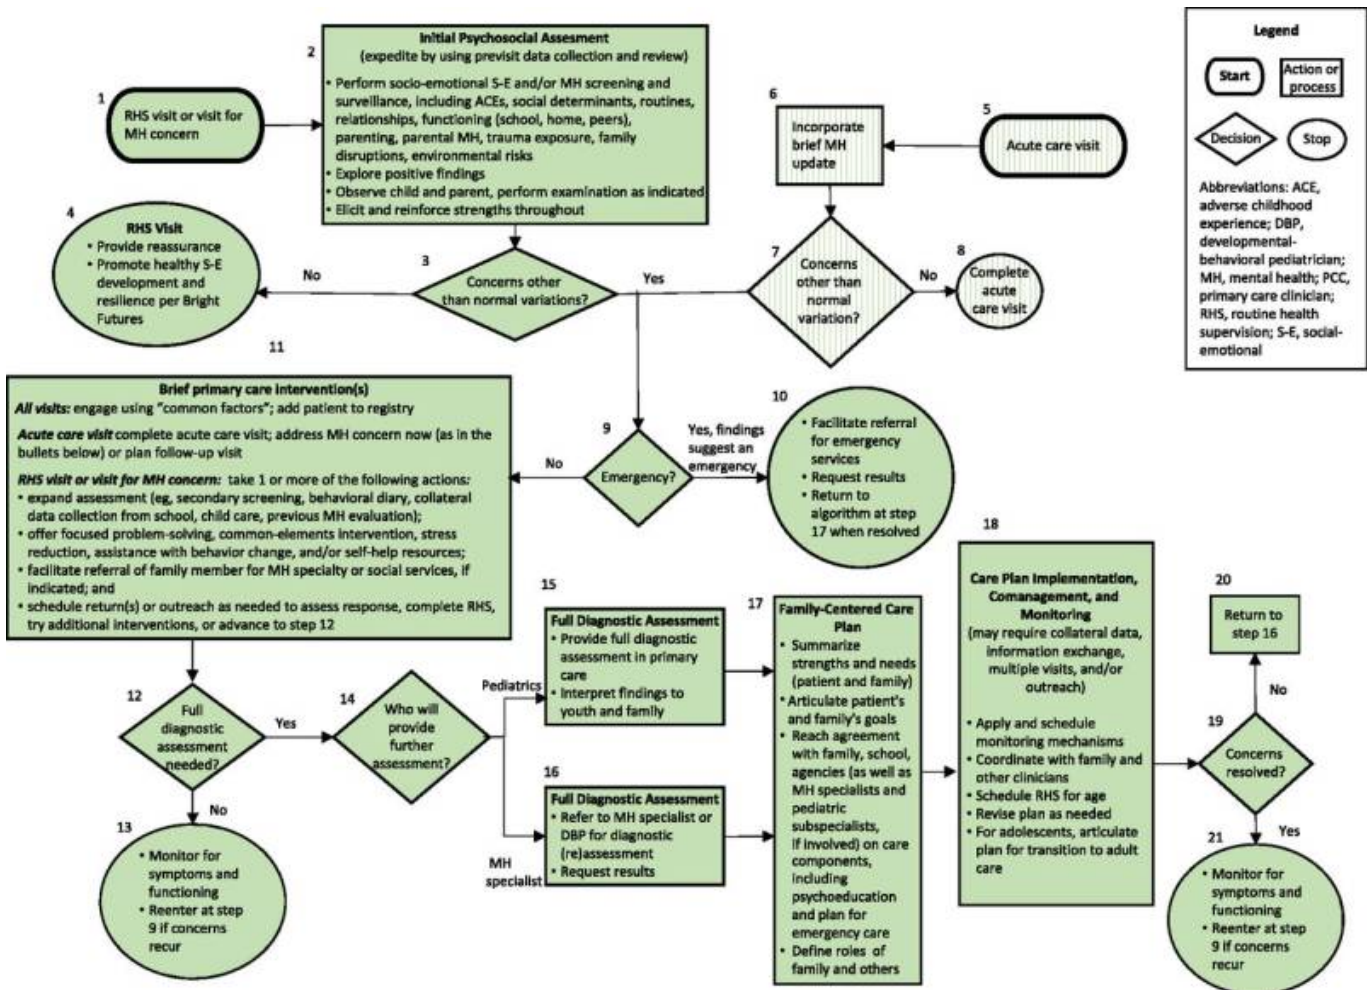 1
RHS visit or visit for
MH concern
2
Initial Psychosocial Assesment
(expedite by using previsit data collection and review)
• Perform socio-emotional S-E and/or MH screening and
surveillance, including ACEs, social determinants, routines,
relationships, functioning (school, home, peers),
parenting, parental MH, trauma exposure, family
disruptions, environmental risks
• Explore positive findings
• Observe child and parent, perform examination as indicated
• Elicit and reinforce strengths throughout
3
Concerns other
than normal variations?
No
Yes
4
RHS Visit
• Provide reassurance
• Promote healthy S-E
development and
resilience per Bright
Futures
5
Acute care visit
6
Incorporate
brief MH
update
7
Concerns
other than
normal
variation?
No
8
Complete
acute
care visit
Legend
Start
Action or
process
Decision
Stop
Abbreviations: ACE,
adverse childhood
experience; DBP,
developmental-
behavioral pediatrician;
MH, mental health; PCC,
primary care clinician;
RHS, routine health
supervision; S-E, social-
emotional
9
Emergency?
No
Yes, findings
suggest an
emergency
10
• Facilitate referral
for emergency
services
• Request results
• Return to
algorithm at step
17 when resolved
11
Brief primary care intervention(s)
All visits: engage using "common factors"; add patient to registry
Acute care visit complete acute care visit; address MH concern now (as in the
bullets below) or plan follow-up visit
RHS visit or visit for MH concern: take 1 or more of the following actions:
• expand assessment (eg, secondary screening, behavioral diary, collateral
data collection from school, child care, previous MH evaluation);
• offer focused problem-solving, common-elements intervention, stress
reduction, assistance with behavior change, and/or self-help resources;
• facilitate referral of family member for MH specialty or social services, if
indicated; and
• schedule return(s) or outreach as needed to assess response, complete RHS,
try additional interventions, or advance to step 12
12
Full
diagnostic
assessment
needed?
Yes
No
13
• Monitor for
symptoms and
functioning
• Reenter at step
9 if concerns
recur
14
Who will
provide
further
assessment?
Pediatrics
MH
specialist
15
Full Diagnostic Assessment
• Provide full diagnostic
assessment in primary
care
• Interpret findings to
youth and family
16
Full Diagnostic Assessment
• Refer to MH specialist or
DBP for diagnostic
(re)assessment
• Request results
17
Family-Centered Care
Plan
• Summarize
strengths and needs
(patient and family)
• Articulate patient's
and family's goals
• Reach agreement
with family, school,
agencies (as well as
MH specialists and
pediatric
subspecialists,
if involved) on care
components,
including
psychoeducation
and plan for
emergency care
• Define roles of
family and others
18
Care Plan Implementation,
Comanagement, and
Monitoring
(may require collateral data,
information exchange,
multiple visits, and/or
outreach)
• Apply and schedule
monitoring mechanisms
• Coordinate with family and
other clinicians
• Schedule RHS for age
• Revise plan as needed
• For adolescents, articulate
plan for transition to adult
care
19
Concerns
resolved?
No
Yes
20
Return to
step 16
21
• Monitor for
symptoms and
functioning
• Reenter at step
9 if concerns
recur